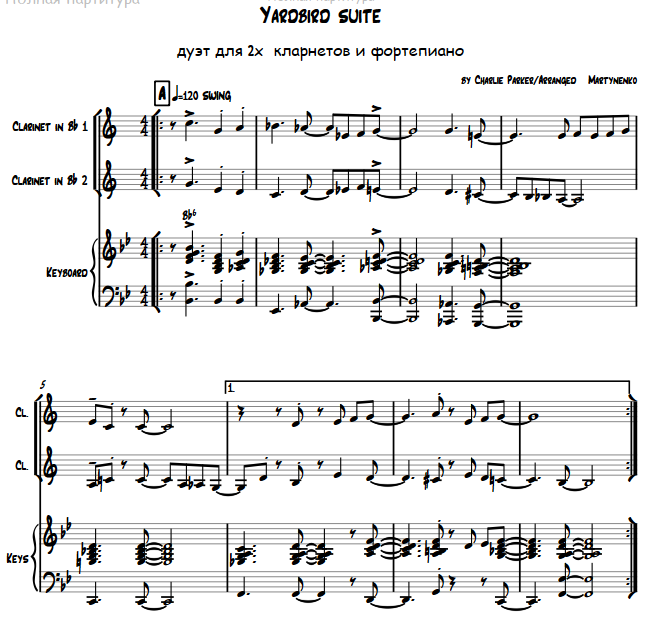 Полная партитура
YARDBIRD SUITE
дуэт для 2х кларнетов и фортепиано
BY CHARLIE PARKER/ARRANGED MARTYNENKO
A ♩=120 SWING
CLARINET IN B♭ 1
CLARINET IN B♭ 2
B♭6
KEYBOARD
5
1.
CL.
CL.
KEYS